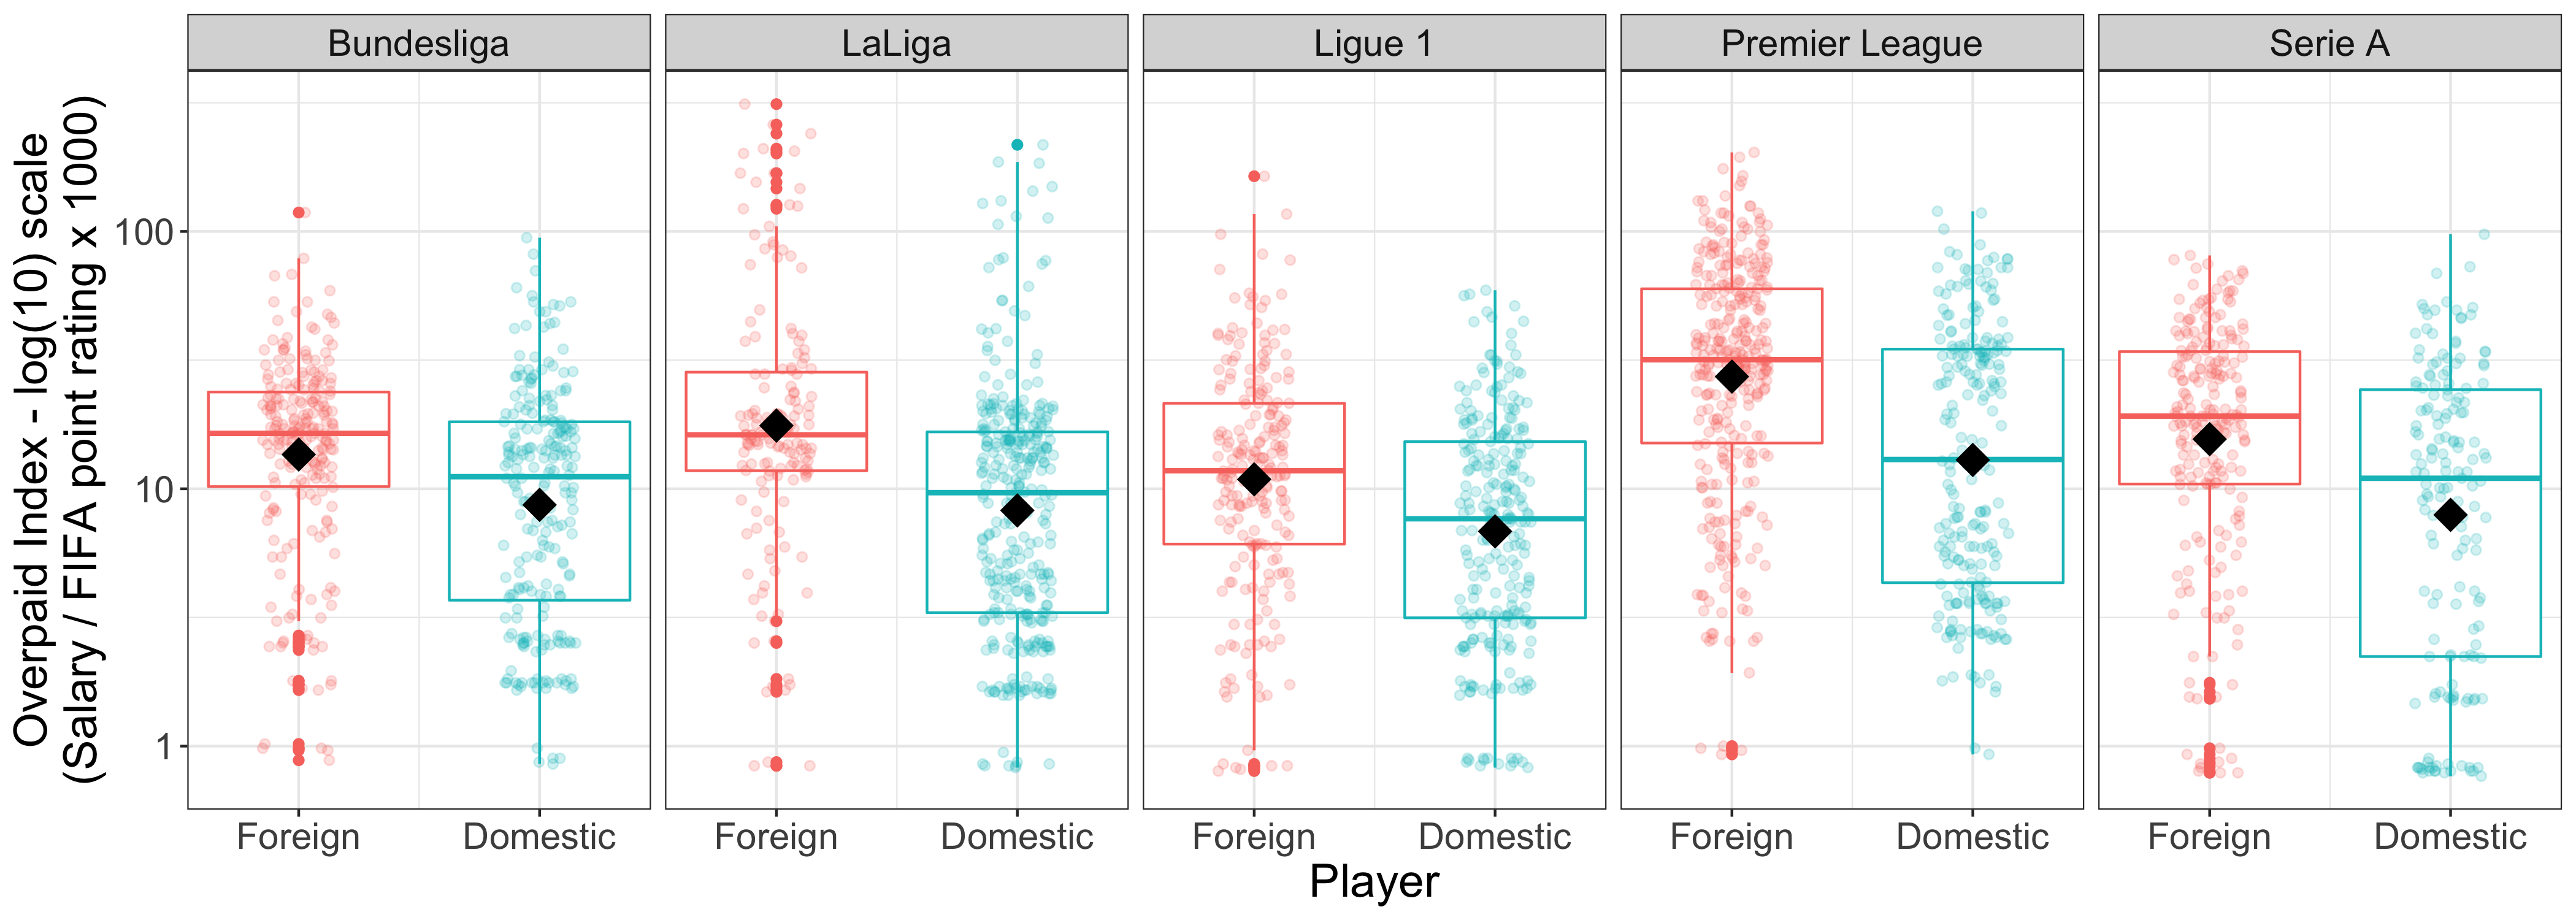 Bundesliga
LaLiga
Ligue 1
Premier League
Serie A
Overpaid Index - log(10) scale
(Salary / FIFA point rating x 1000)
100
10
1
Foreign
Domestic
Foreign
Domestic
Foreign
Domestic
Foreign
Domestic
Foreign
Domestic
Player